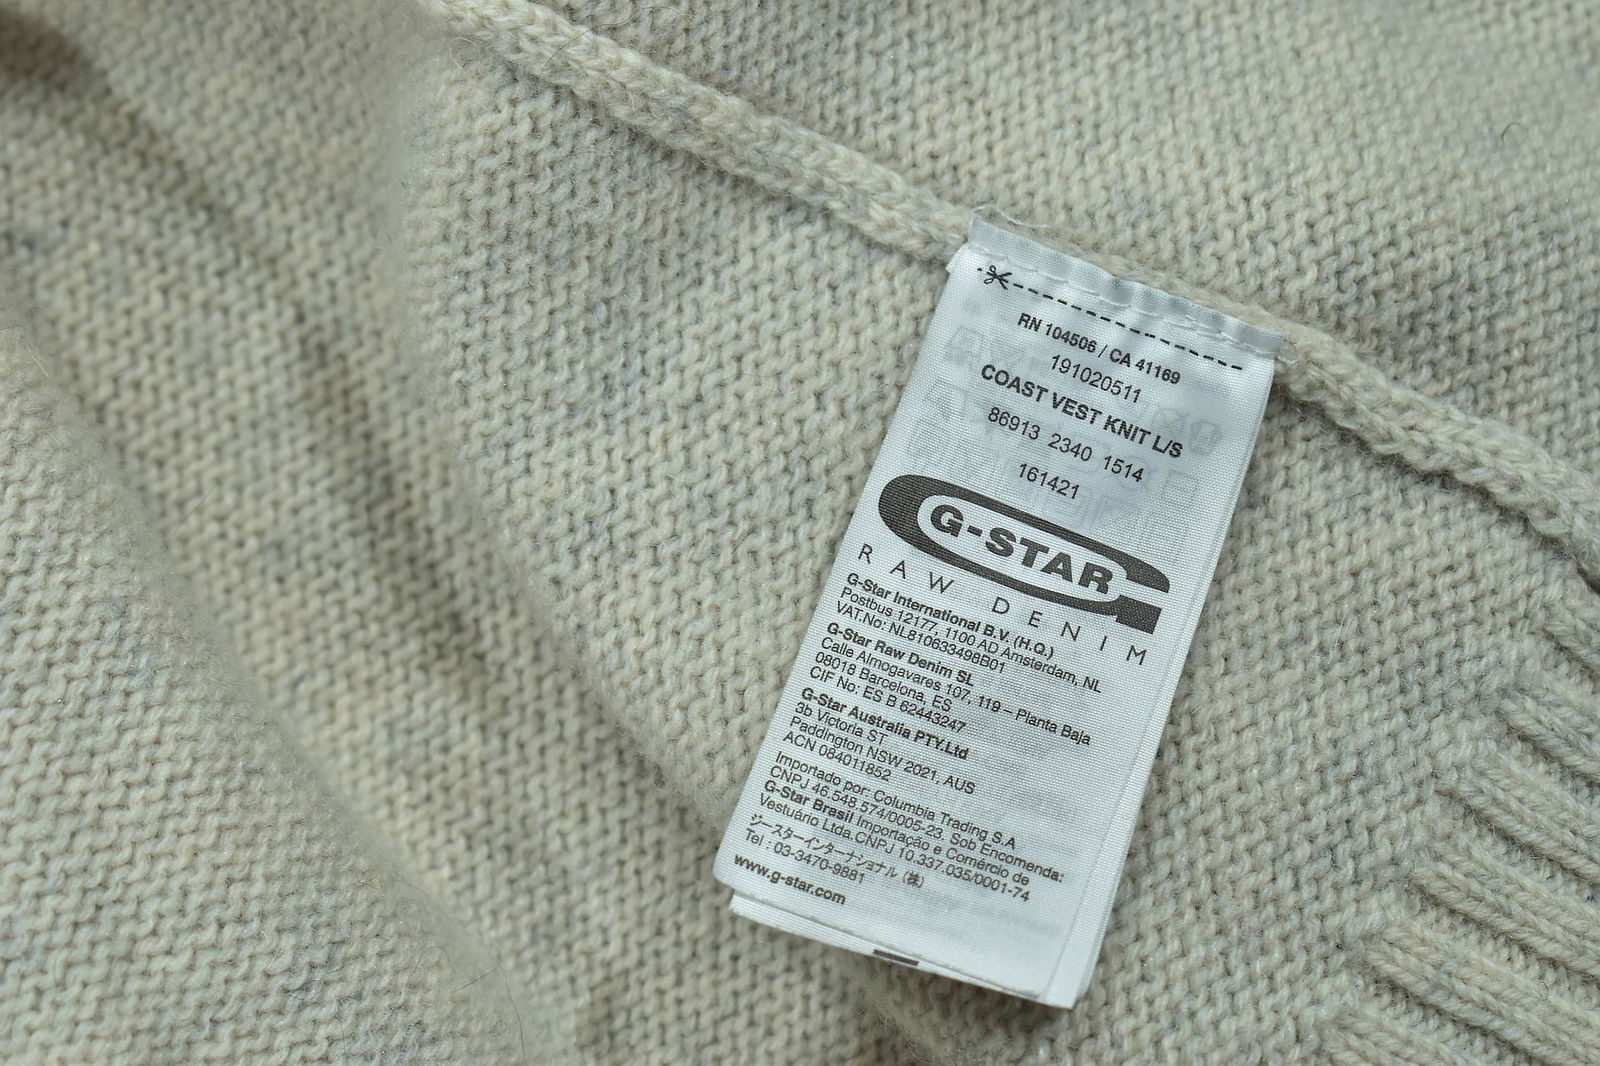 RN 104506 / CA 41169
191020511
COAST VEST KNIT L/S
86913 2340 1514
161421
G-STAR
RAW DENIM
G-Star International B.V. (H.Q.)
Postbus 12177, 1100 AD Amsterdam, NL
VAT.No: NL810633498B01
G-Star Raw Denim SL
Calle Almogavares 107, 119 – Planta Baja
08018 Barcelona, ES
CIF No: ES B 62443247
G-Star Australia PTY.Ltd
3b Victoria ST,
Paddington NSW 2021, AUS
ACN 084011852
Importado por: Columbia Trading S.A
CNPJ 46.548.574/0005-23, Sob Encomenda:
G-Star Brasil Importação e Comércio de
Vestuário Ltda.CNPJ 10.337.035/0001-74
ジースターインターナショナル (株)
Tel : 03-3470-9881
www.g-star.com